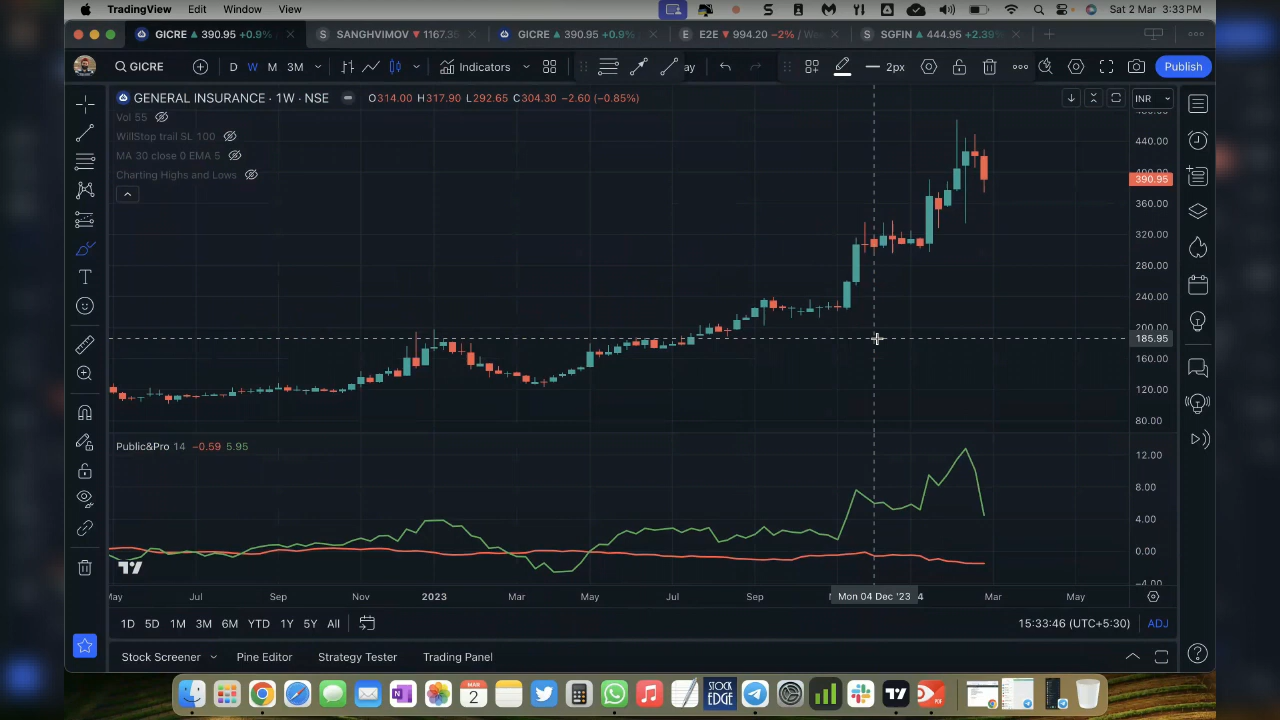 TradingView Edit Window View Sat 2 Mar 3:33 PM
GICRE ▲ 390.95 +0.9% SANGHVIMOV ▼ 1167.35 GICRE ▲ 390.95 +0.9% E2E ▼ 994.20 −2% / SGFIN ▲ 444.95 +2.39%
GICRE D W M 3M Indicators ay 2px Publish
GENERAL INSURANCE · 1W · NSE O314.00 H317.90 L292.65 C304.30 −2.60 (−0.85%) INR
Vol 55
WillStop trail SL 100
MA 30 close 0 EMA 5
Charting Highs and Lows
440.00
390.95
360.00
320.00
280.00
240.00
200.00
185.95
160.00
120.00
80.00
Public&Pro 14 −0.59 5.95
12.00
8.00
4.00
0.00
−4.00
May Jul Sep Nov 2023 Mar May Jul Sep Mon 04 Dec '23 4 Mar May
1D 5D 1M 3M 6M YTD 1Y 5Y All 15:33:46 (UTC+5:30) ADJ
Stock Screener Pine Editor Strategy Tester Trading Panel
MAR
2
STOCK
EDGE